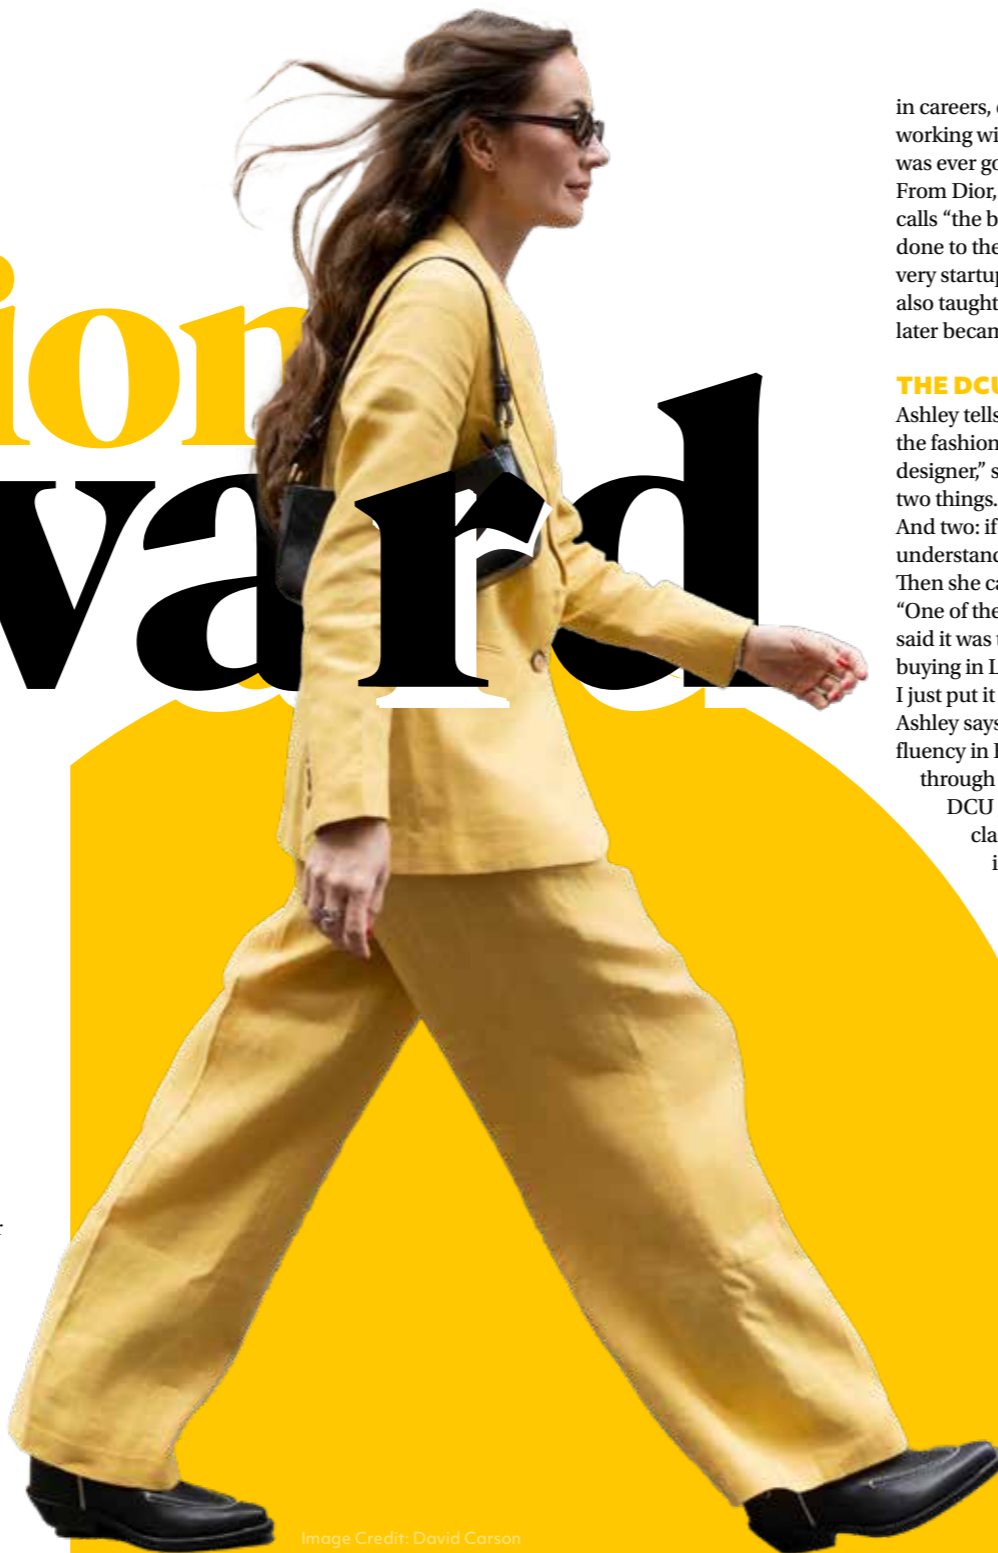 ion
ward
in careers,
working wi
was ever go
From Dior,
calls “the b
done to the
very startup
also taught
later becam
THE DCU
Ashley tells
the fashion
designer,” s
two things.
And two: if
understand
Then she ca
“One of the
said it was t
buying in L
I just put it
Ashley says
fluency in
through
DCU
cla
i
r
Image Credit: David Carson